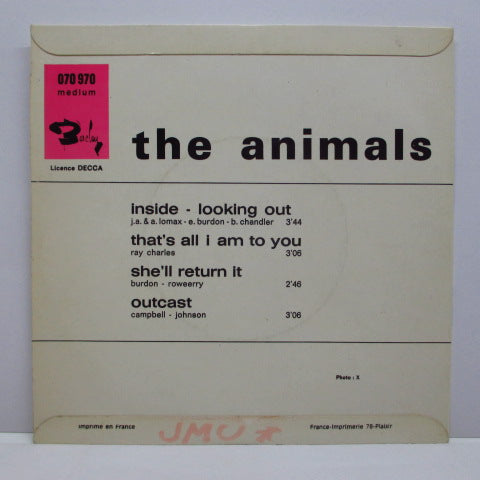 070 970
medium
Barclay
Licence DECCA
the animals
inside - looking out
j.a. & a. lomax - e. burdon - b. chandler 3'44
that's all i am to you
ray charles 3'06
she'll return it
burdon - roweerry 2'46
outcast
campbell - johnson 3'06
Photo : X
Imprime en France
JMU
France-Imprimerie 78-Plaisir